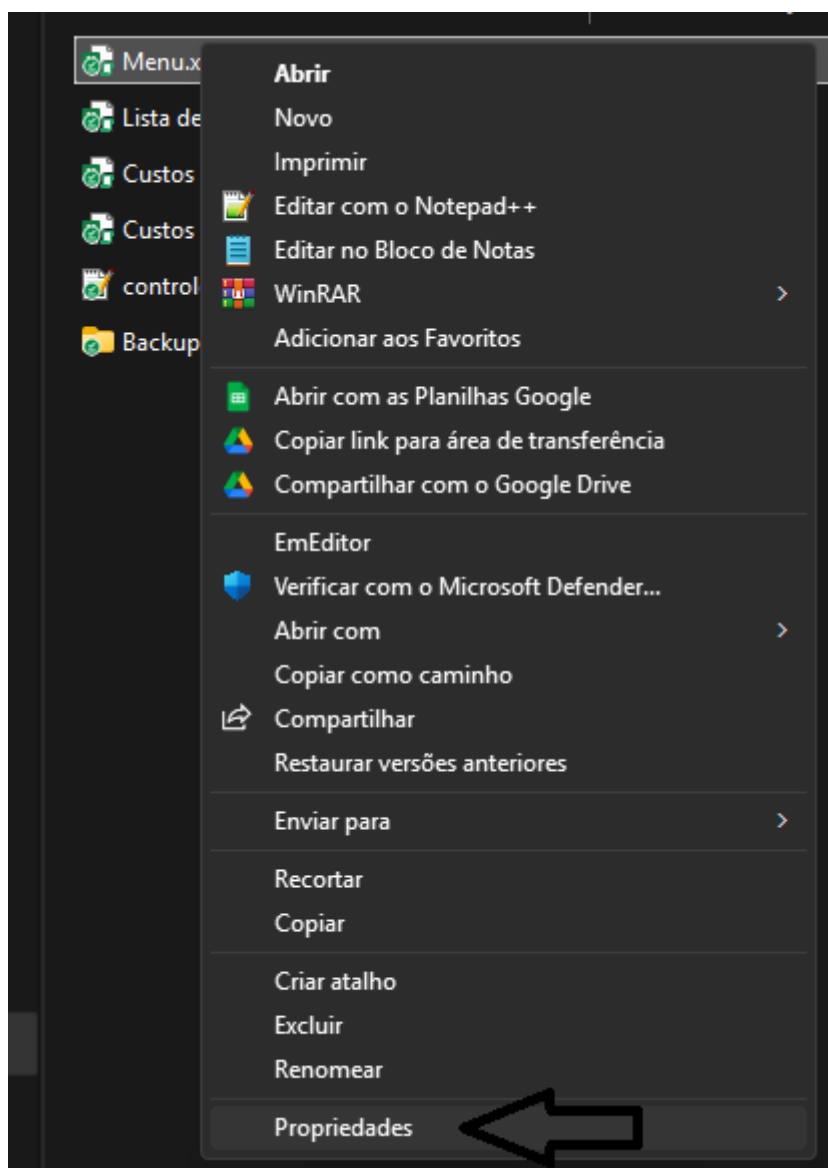 Menu.x
Abrir
Novo
Lista de
Imprimir
Custos
Editar com o Notepad++
Custos
Editar no Bloco de Notas
control
WinRAR
Backup
Adicionar aos Favoritos
Abrir com as Planilhas Google
Copiar link para área de transferência
Compartilhar com o Google Drive
EmEditor
Verificar com o Microsoft Defender...
Abrir com
Copiar como caminho
Compartilhar
Restaurar versões anteriores
Enviar para
Recortar
Copiar
Criar atalho
Excluir
Renomear
Propriedades